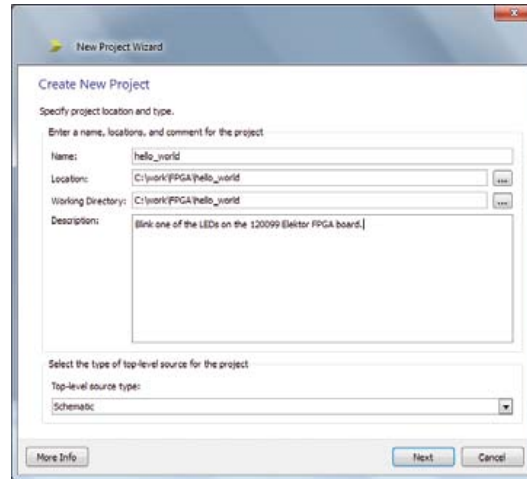 New Project Wizard
Create New Project
Specify project location and type.
Enter a name, locations, and comment for the project
Name: hello_world
Location: C:\work\FPGA\hello_world ...
Working Directory: C:\work\FPGA\hello_world ...
Description: Blink one of the LEDs on the 120099 Elektor FPGA board.
Select the type of top-level source for the project
Top-level source type:
Schematic
More Info Next Cancel